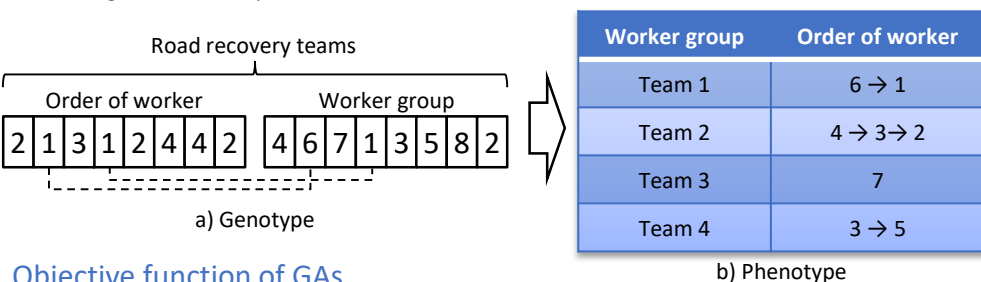 Road recovery teams
Order of worker Worker group
2 1 3 1 2 4 4 2 4 6 7 1 3 5 8 2
a) Genotype
Objective function of GAs
Worker group Order of worker
Team 1 6 → 1
Team 2 4 → 3→ 2
Team 3 7
Team 4 3 → 5
b) Phenotype